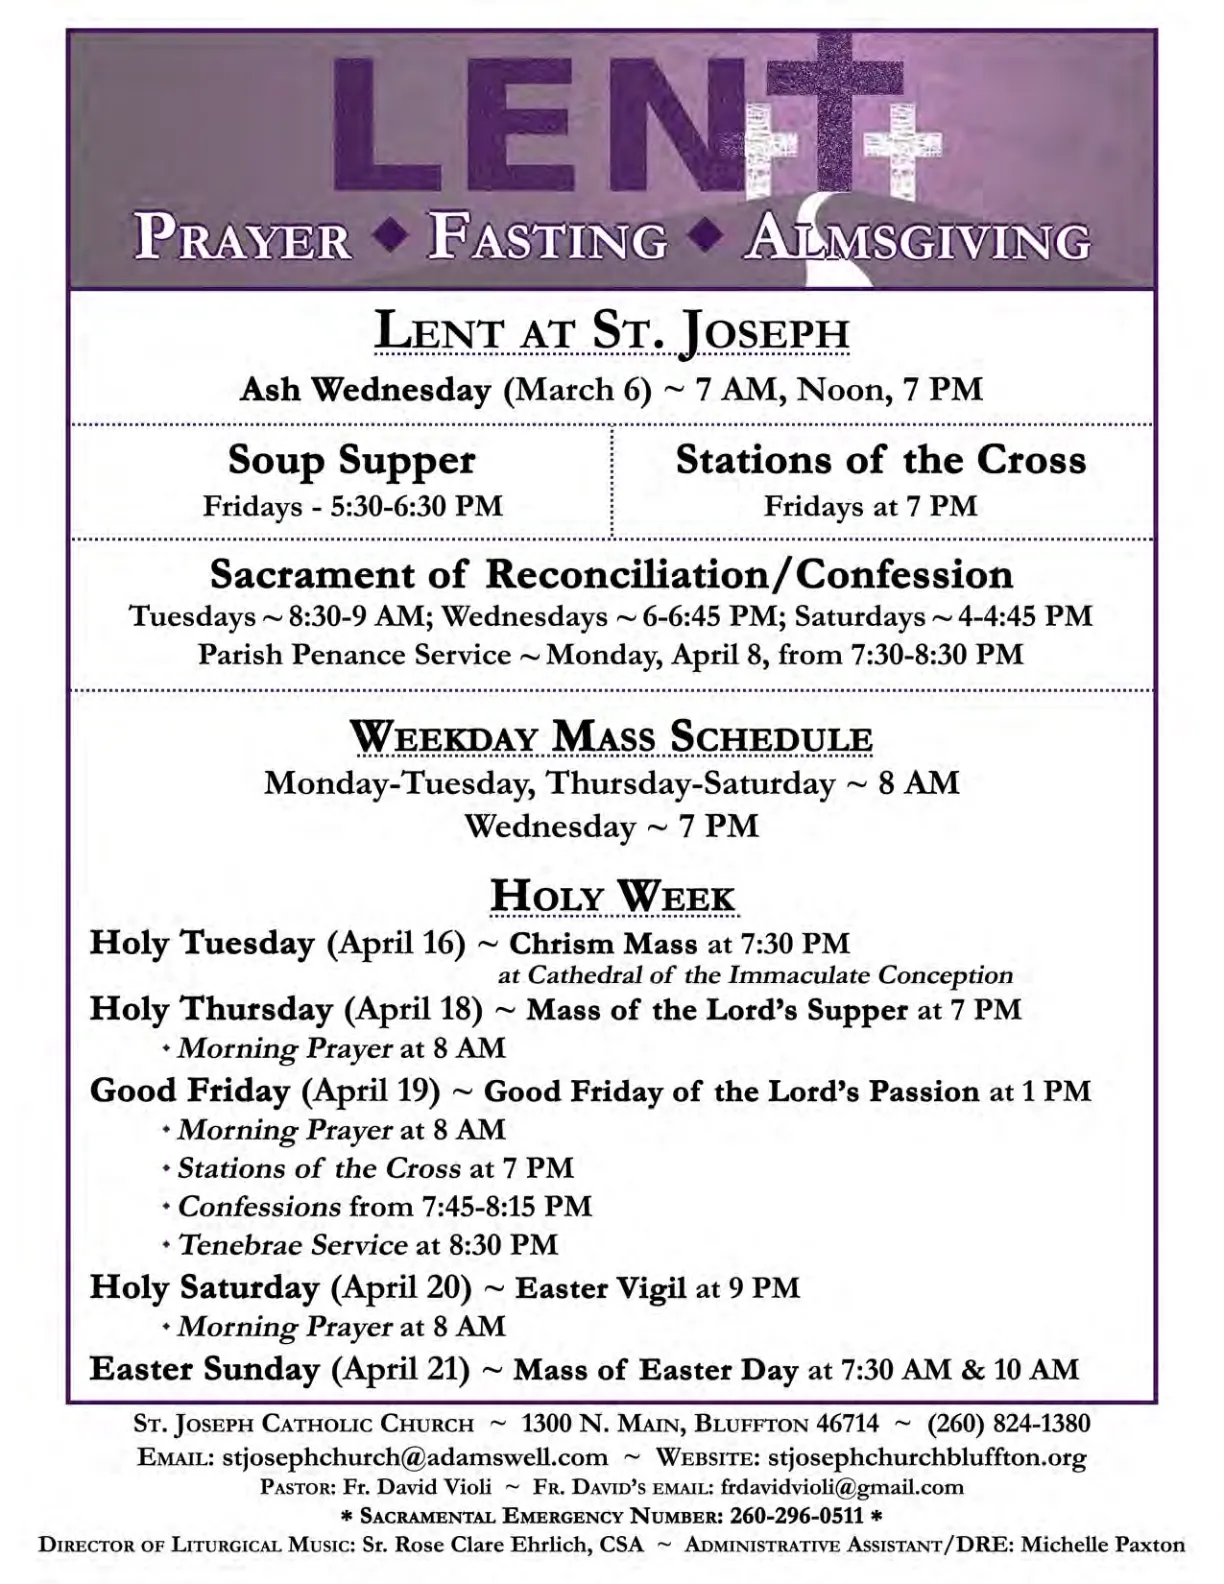 LENT
PRAYER ◆ FASTING ◆ ALMSGIVING
LENT AT ST. JOSEPH
Ash Wednesday (March 6) ~ 7 AM, Noon, 7 PM
Soup Supper
Fridays - 5:30-6:30 PM
Stations of the Cross
Fridays at 7 PM
Sacrament of Reconciliation/Confession
Tuesdays ~ 8:30-9 AM; Wednesdays ~ 6-6:45 PM; Saturdays ~ 4-4:45 PM
Parish Penance Service ~ Monday, April 8, from 7:30-8:30 PM
WEEKDAY MASS SCHEDULE
Monday-Tuesday, Thursday-Saturday ~ 8 AM
Wednesday ~ 7 PM
HOLY WEEK
Holy Tuesday (April 16) ~ Chrism Mass at 7:30 PM
at Cathedral of the Immaculate Conception
Holy Thursday (April 18) ~ Mass of the Lord's Supper at 7 PM
• Morning Prayer at 8 AM
Good Friday (April 19) ~ Good Friday of the Lord's Passion at 1 PM
• Morning Prayer at 8 AM
• Stations of the Cross at 7 PM
• Confessions from 7:45-8:15 PM
• Tenebrae Service at 8:30 PM
Holy Saturday (April 20) ~ Easter Vigil at 9 PM
• Morning Prayer at 8 AM
Easter Sunday (April 21) ~ Mass of Easter Day at 7:30 AM & 10 AM
ST. JOSEPH CATHOLIC CHURCH ~ 1300 N. MAIN, BLUFFTON 46714 ~ (260) 824-1380
EMAIL: stjosephchurch@adamswell.com ~ WEBSITE: stjosephchurchbluffton.org
PASTOR: Fr. David Violi ~ FR. DAVID'S EMAIL: frdavidvioli@gmail.com
* SACRAMENTAL EMERGENCY NUMBER: 260-296-0511 *
DIRECTOR OF LITURGICAL MUSIC: Sr. Rose Clare Ehrlich, CSA ~ ADMINISTRATIVE ASSISTANT/DRE: Michelle Paxton